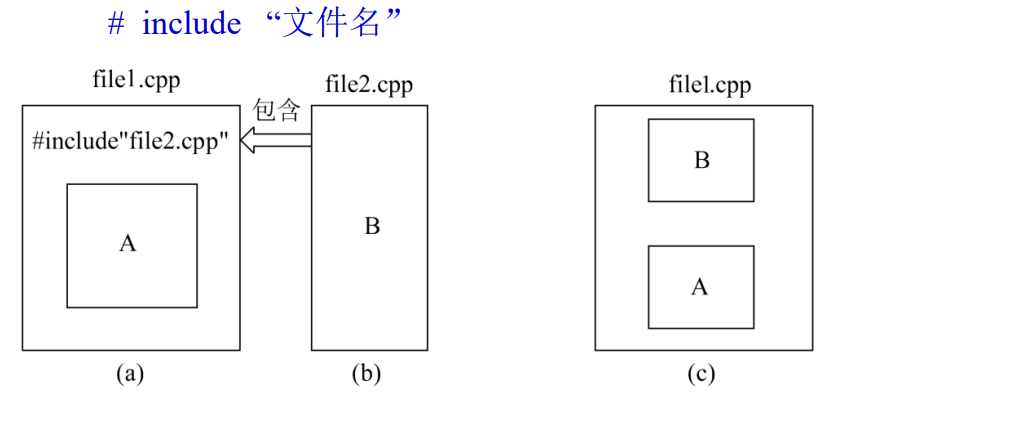 # include “文件名”
file1.cpp
file2.cpp
file1.cpp
包含
#include"file2.cpp"
B
A
B
A
(a)
(b)
(c)